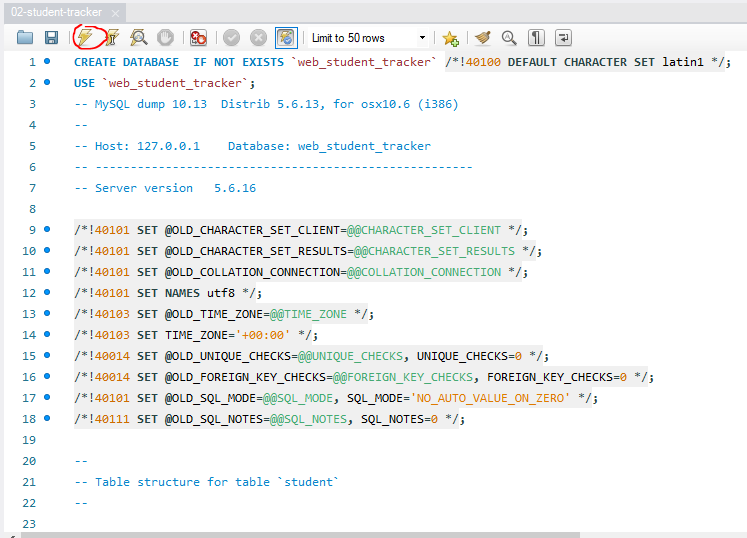 02-student-tracker
Limit to 50 rows
1 CREATE DATABASE  IF NOT EXISTS `web_student_tracker` /*!40100 DEFAULT CHARACTER SET latin1 */;
2 USE `web_student_tracker`;
3 -- MySQL dump 10.13  Distrib 5.6.13, for osx10.6 (i386)
4 --
5 -- Host: 127.0.0.1    Database: web_student_tracker
6 -- ------------------------------------------------------
7 -- Server version   5.6.16
8
9 /*!40101 SET @OLD_CHARACTER_SET_CLIENT=@@CHARACTER_SET_CLIENT */;
10 /*!40101 SET @OLD_CHARACTER_SET_RESULTS=@@CHARACTER_SET_RESULTS */;
11 /*!40101 SET @OLD_COLLATION_CONNECTION=@@COLLATION_CONNECTION */;
12 /*!40101 SET NAMES utf8 */;
13 /*!40103 SET @OLD_TIME_ZONE=@@TIME_ZONE */;
14 /*!40103 SET TIME_ZONE='+00:00' */;
15 /*!40014 SET @OLD_UNIQUE_CHECKS=@@UNIQUE_CHECKS, UNIQUE_CHECKS=0 */;
16 /*!40014 SET @OLD_FOREIGN_KEY_CHECKS=@@FOREIGN_KEY_CHECKS, FOREIGN_KEY_CHECKS=0 */;
17 /*!40101 SET @OLD_SQL_MODE=@@SQL_MODE, SQL_MODE='NO_AUTO_VALUE_ON_ZERO' */;
18 /*!40111 SET @OLD_SQL_NOTES=@@SQL_NOTES, SQL_NOTES=0 */;
19
20 --
21 -- Table structure for table `student`
22 --
23